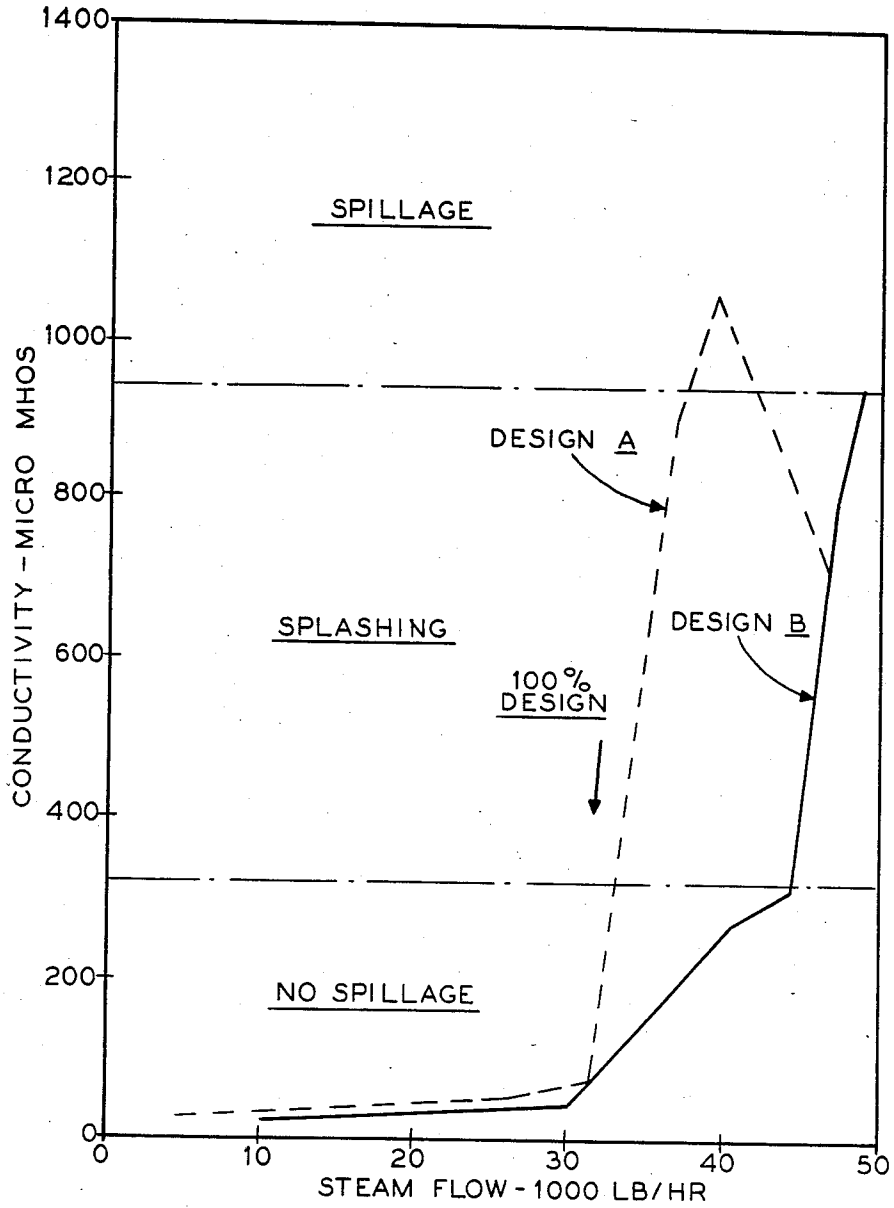 1400
1200
1000
800
600
400
200
0
CONDUCTIVITY - MICRO MHOS
SPILLAGE
DESIGN A
SPLASHING
DESIGN B
100%
DESIGN
NO SPILLAGE
0
10
20
30
40
50
STEAM FLOW - 1000 LB/HR